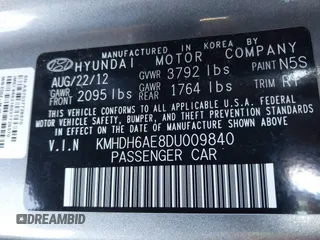 MANUFACTURED IN KOREA
HYUNDAI MOTOR COMPANY
AUG/22/12 GVWR 3792 lbs PAINT N5S
GAWR FRONT 2095 lbs GAWR REAR 1764 lbs TRIM RT
THIS VEHICLE CONFORMS TO ALL APPLICABLE U.S.
FEDERAL MOTOR VEHICLE SAFETY, BUMPER, AND THEFT
PREVENTION STANDARDS IN EFFECT ON THE DATE OF
MANUFACTURE SHOWN ABOVE.
V.I.N KMHDH6AE8DU009840
PASSENGER CAR
DREAMBID